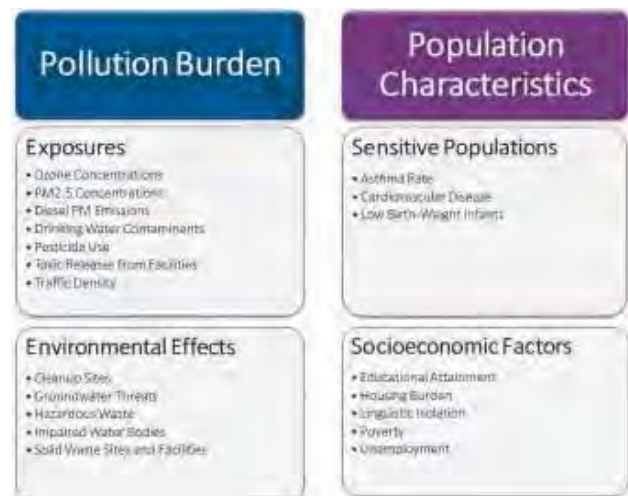 Pollution Burden
Exposures
• Ozone Concentrations
• PM2.5 Concentrations
• Diesel PM Emissions
• Drinking Water Contaminants
• Pesticide Use
• Toxic Releases from Facilities
• Traffic Density
Environmental Effects
• Cleanup Sites
• Groundwater Threats
• Hazardous Waste
• Impaired Water Bodies
• Solid Waste Sites and Facilities
Population
Characteristics
Sensitive Populations
• Asthma Rate
• Cardiovascular Disease
• Low Birth-Weight Infants
Socioeconomic Factors
• Educational Attainment
• Housing Burden
• Linguistic Isolation
• Poverty
• Unemployment